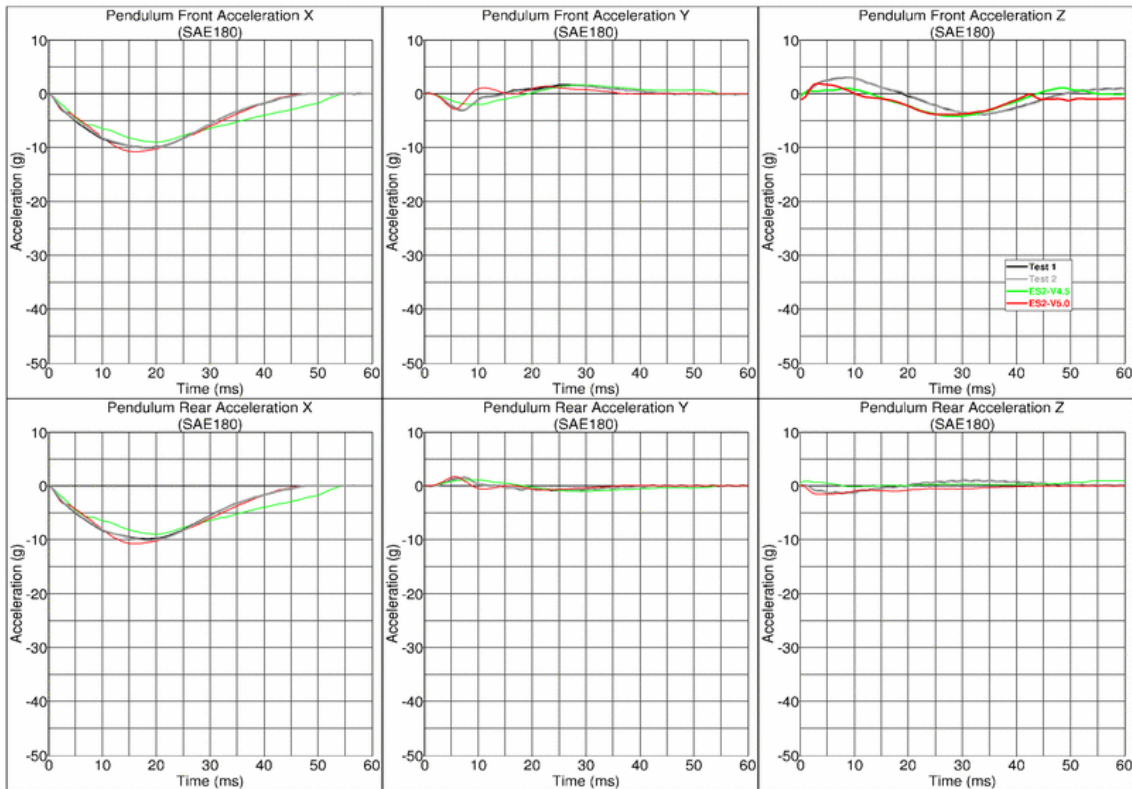 Pendulum Front Acceleration X
(SAE180)
Acceleration (g)
10
0
-10
-20
-30
-40
-50
0 10 20 30 40 50 60
Time (ms)
Pendulum Front Acceleration Y
(SAE180)
Acceleration (g)
10
0
-10
-20
-30
-40
-50
0 10 20 30 40 50 60
Time (ms)
Pendulum Front Acceleration Z
(SAE180)
Acceleration (g)
10
0
-10
-20
-30
-40
-50
0 10 20 30 40 50 60
Time (ms)
Test 1
Test 2
ES2-V4.5
ES2-V5.0
Pendulum Rear Acceleration X
(SAE180)
Acceleration (g)
10
0
-10
-20
-30
-40
-50
0 10 20 30 40 50 60
Time (ms)
Pendulum Rear Acceleration Y
(SAE180)
Acceleration (g)
10
0
-10
-20
-30
-40
-50
0 10 20 30 40 50 60
Time (ms)
Pendulum Rear Acceleration Z
(SAE180)
Acceleration (g)
10
0
-10
-20
-30
-40
-50
0 10 20 30 40 50 60
Time (ms)